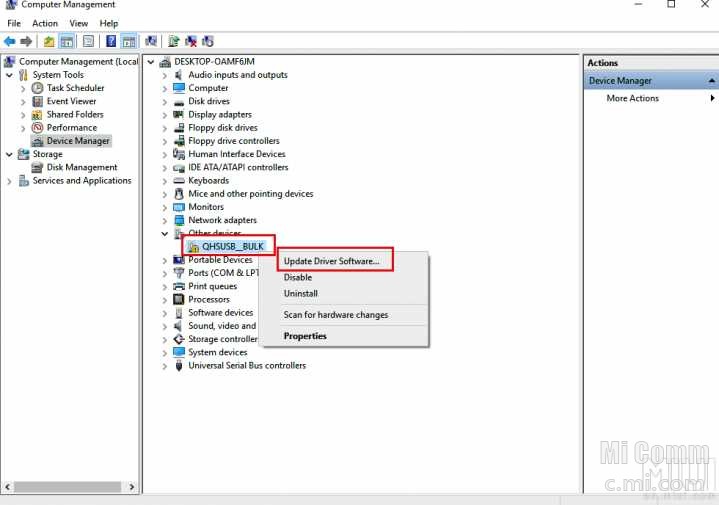 Computer Management
File Action View Help
Computer Management (Local
System Tools
Task Scheduler
Event Viewer
Shared Folders
Performance
Device Manager
Storage
Disk Management
Services and Applications
DESKTOP-OAMF6JM
Audio inputs and outputs
Computer
Disk drives
Display adapters
Floppy disk drives
Floppy drive controllers
Human Interface Devices
IDE ATA/ATAPI controllers
Keyboards
Mice and other pointing devices
Monitors
Network adapters
Other devices
QHSUSB__BULK
Portable Devices
Ports (COM & LPT
Print queues
Processors
Software devices
Sound, video and
Storage controller
System devices
Universal Serial Bus controllers
Update Driver Software...
Disable
Uninstall
Scan for hardware changes
Properties
Actions
Device Manager
More Actions
Mi Comm
c.mi.com